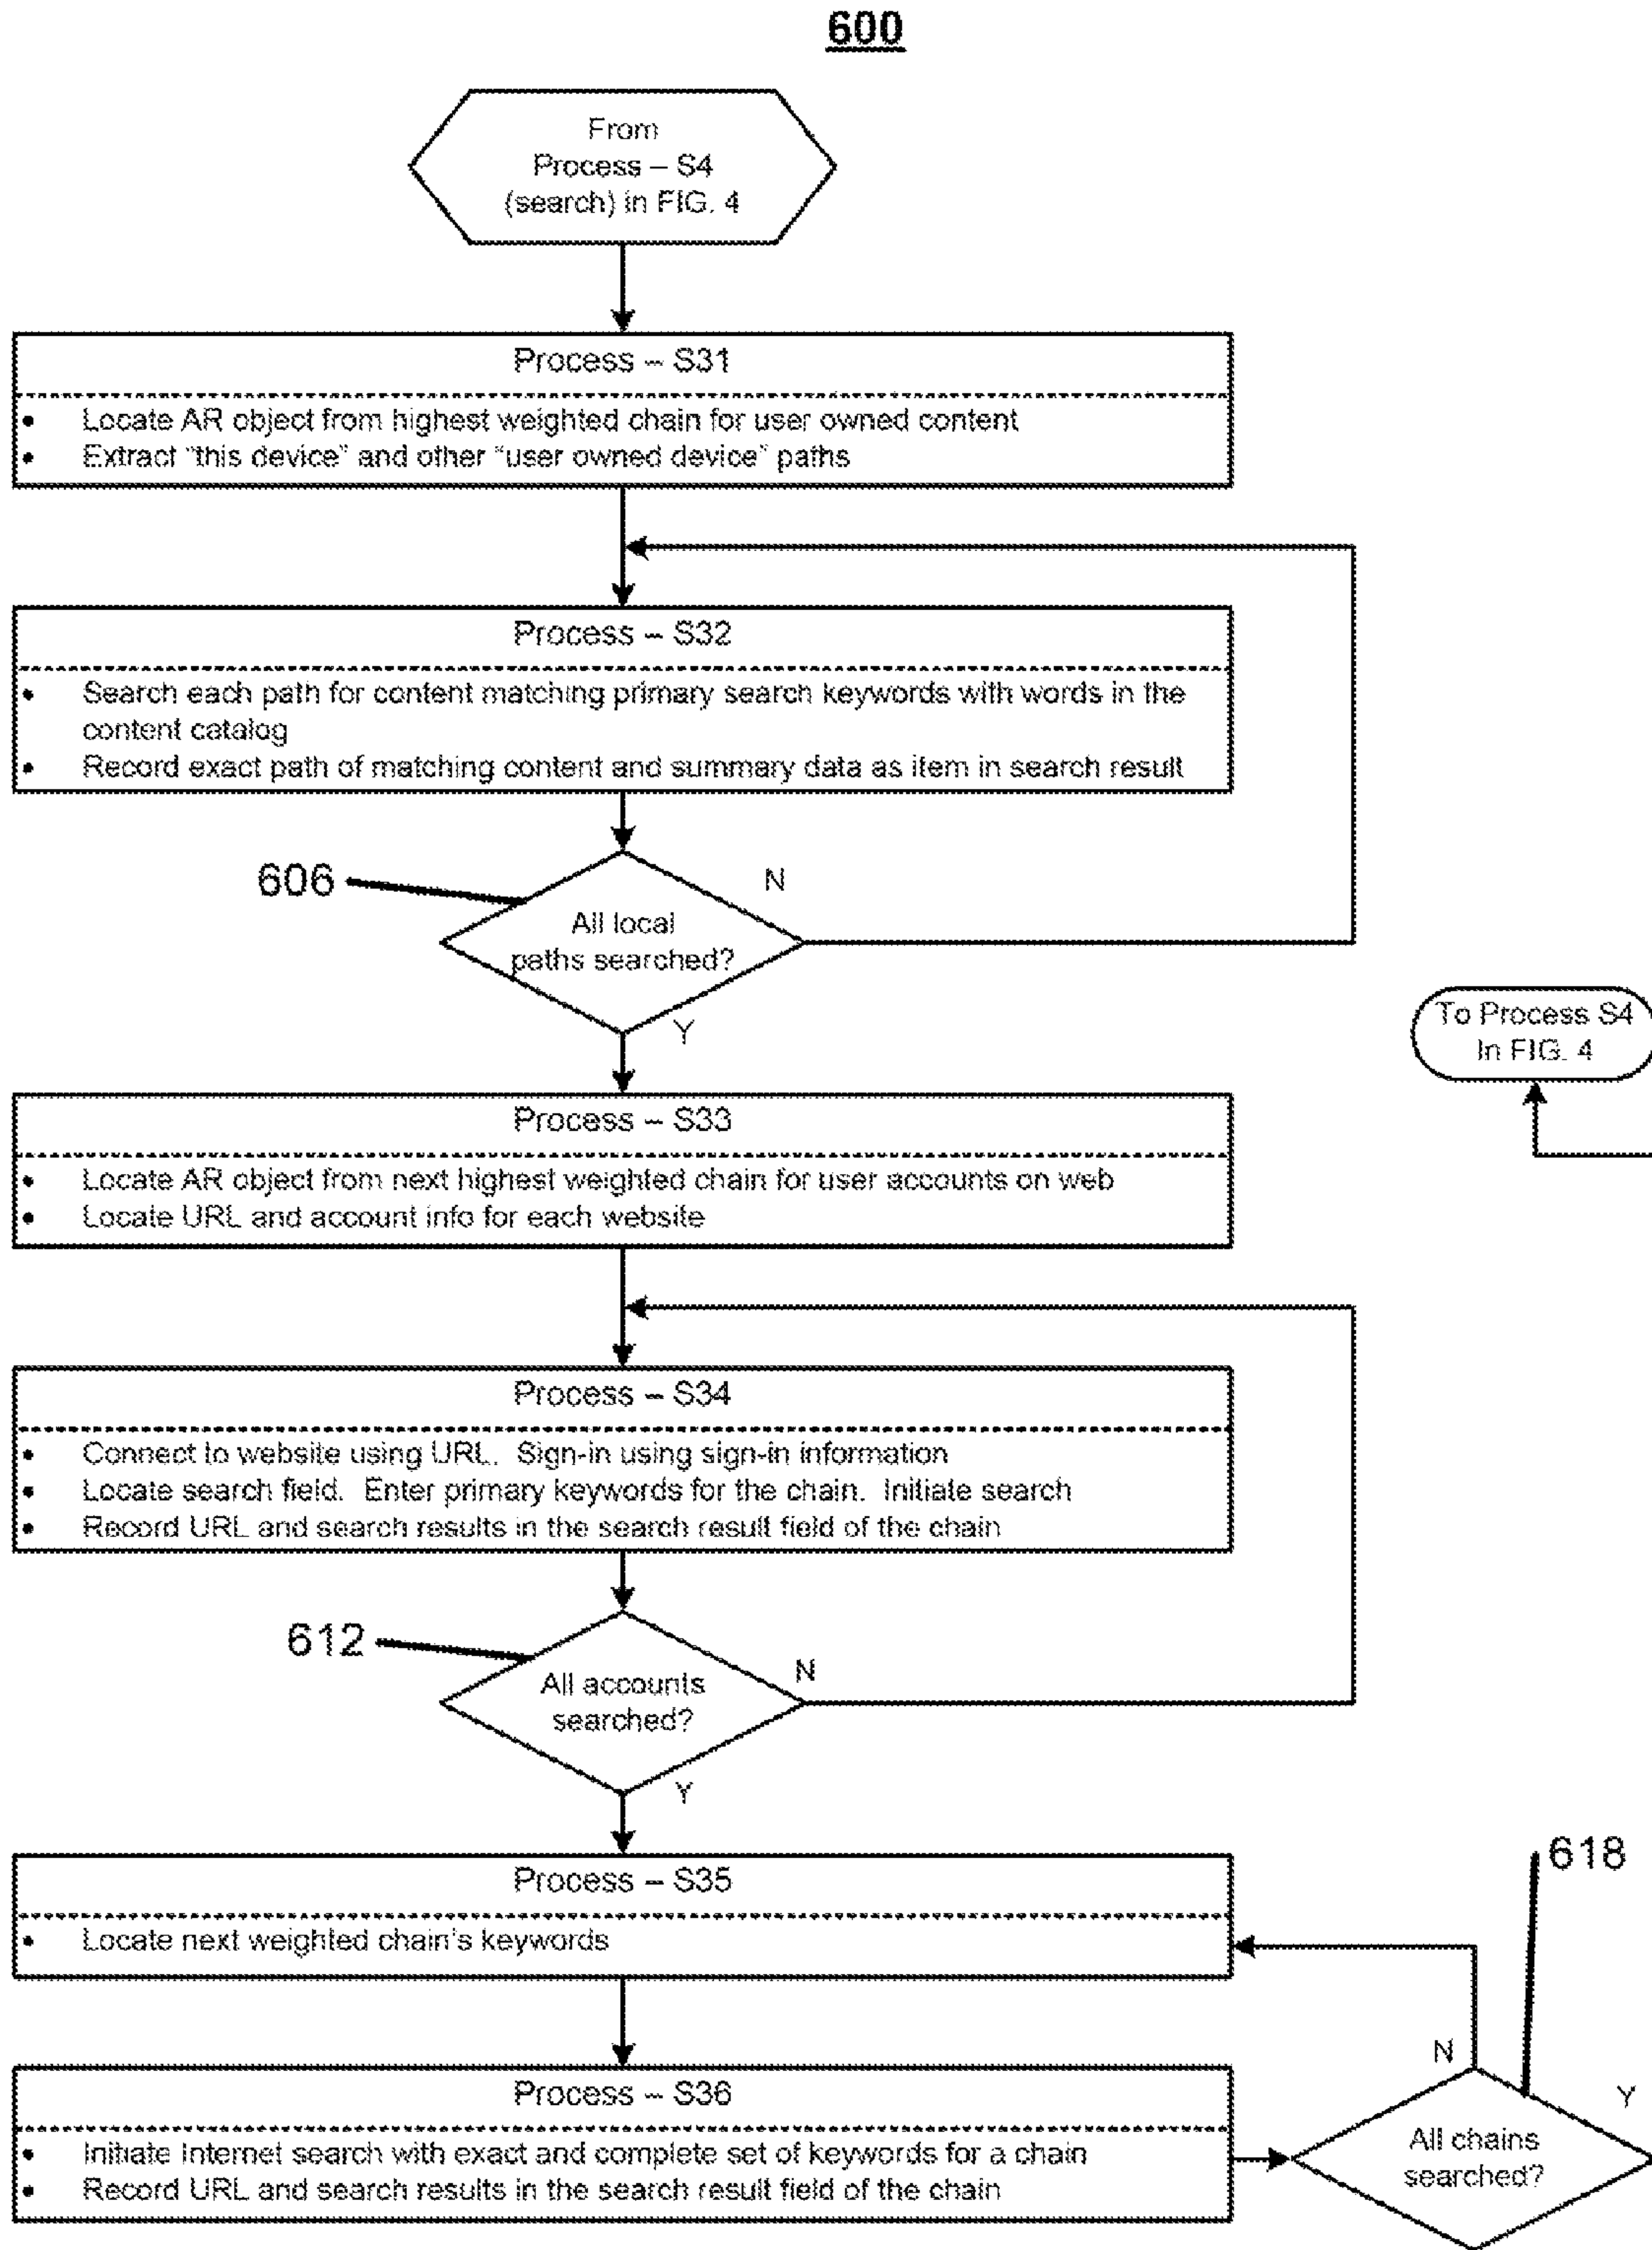 600
From
Process – S4
(search) in FIG. 4
Process – S31
• Locate AR object from highest weighted chain for user owned content
• Extract "this device" and other "user owned device" paths
Process – S32
• Search each path for content matching primary search keywords with words in the
content catalog
• Record exact path of matching content and summary data as item in search result
606
N
All local
paths searched?
Y
To Process S4
In FIG. 4
Process – S33
• Locate AR object from next highest weighted chain for user accounts on web
• Locate URL and account info for each website
Process – S34
• Connect to website using URL. Sign-in using sign-in information
• Locate search field. Enter primary keywords for the chain. Initiate search
• Record URL and search results in the search result field of the chain
612
N
All accounts
searched?
Y
Process – S35
• Locate next weighted chain's keywords
618
N
Y
Process – S36
• Initiate Internet search with exact and complete set of keywords for a chain
• Record URL and search results in the search result field of the chain
All chains
searched?